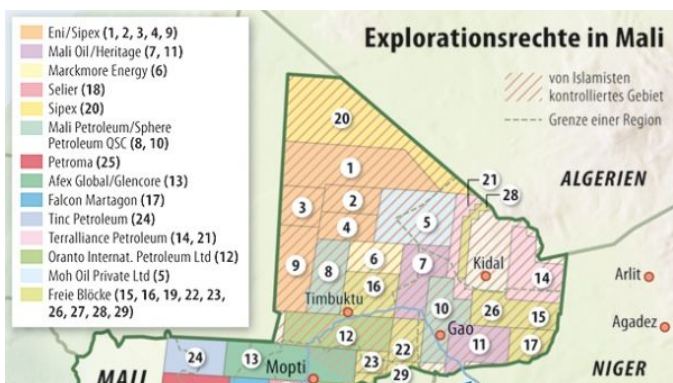 Eni/Sipex (1, 2, 3, 4, 9)
Mali Oil/Heritage (7, 11)
Marckmore Energy (6)
Selier (18)
Sipex (20)
Mali Petroleum/Sphere
Petroleum QSC (8, 10)
Petroma (25)
Afex Global/Glencore (13)
Falcon Martagon (17)
Tinc Petroleum (24)
Terralliance Petroleum (14, 21)
Oranto Internat. Petroleum Ltd (12)
Moh Oil Private Ltd (5)
Freie Blöcke (15, 16, 19, 22, 23,
26, 27, 28, 29)
Explorationsrechte in Mali
von Islamisten
kontrolliertes Gebiet
Grenze einer Region
20
1
21
28
ALGERIEN
2
3
5
4
Kidal
6
7
9
8
14
Arlit
16
Timbuktu
10
26
15
Gao
Agadez
12
22
11
17
24
13
23
Mopti
29
MALI
NIGER